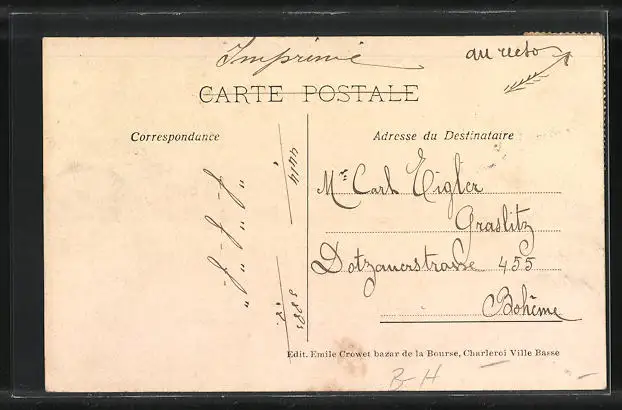 Imprimé
au recto
CARTE POSTALE
Correspondance
Adresse du Destinataire
Mr Carl Eigler
Graslitz
Dotzauerstrasse 455
Bohême
Edit. Emile Crowet bazar de la Bourse, Charleroi Ville Basse
B-H